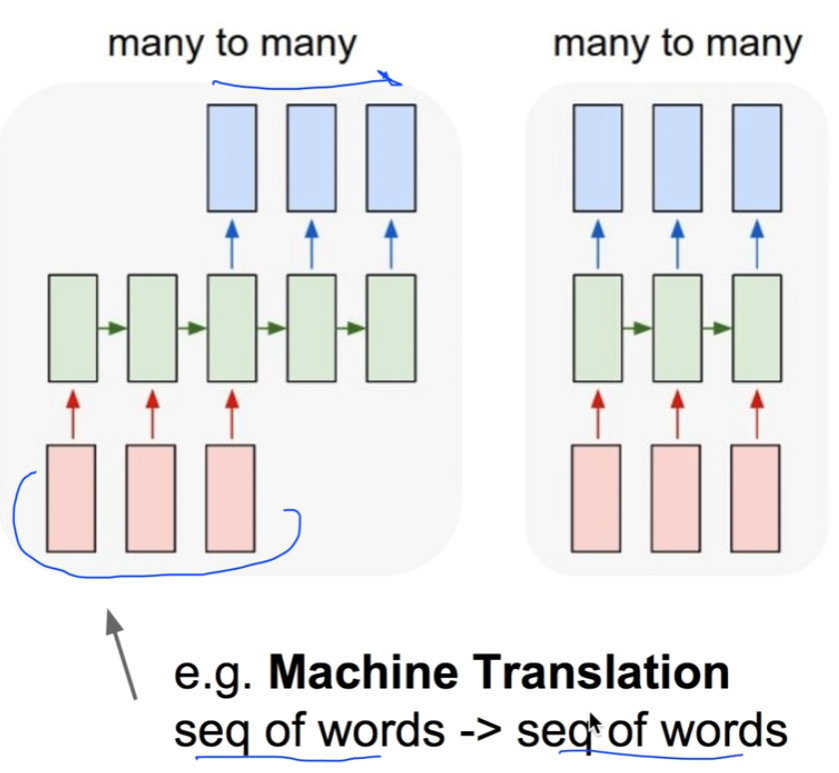 many to many
many to many
e.g. Machine Translation
seq of words -> seq of words